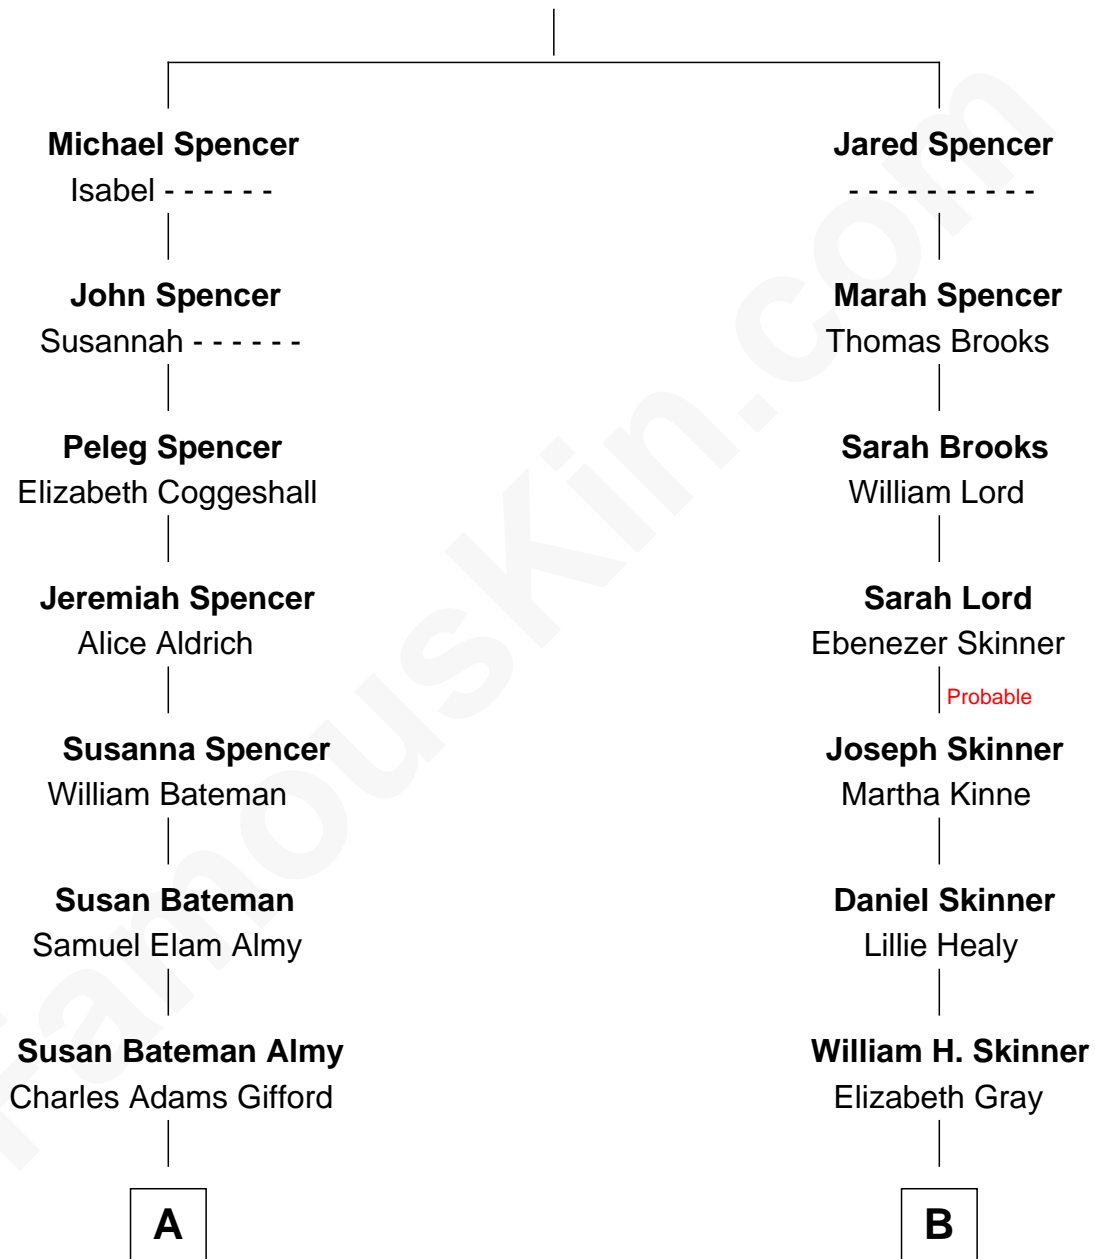 Michael Spencer
Isabel - - - - - -
John Spencer
Susannah - - - - - -
Peleg Spencer
Elizabeth Coggeshall
Jeremiah Spencer
Alice Aldrich
Susanna Spencer
William Bateman
Susan Bateman
Samuel Elam Almy
Susan Bateman Almy
Charles Adams Gifford
A
Jared Spencer
- - - - - - - - - -
Marah Spencer
Thomas Brooks
Sarah Brooks
William Lord
Sarah Lord
Ebenezer Skinner
Probable
Joseph Skinner
Martha Kinne
Daniel Skinner
Lillie Healy
William H. Skinner
Elizabeth Gray
B
FamousKin.com